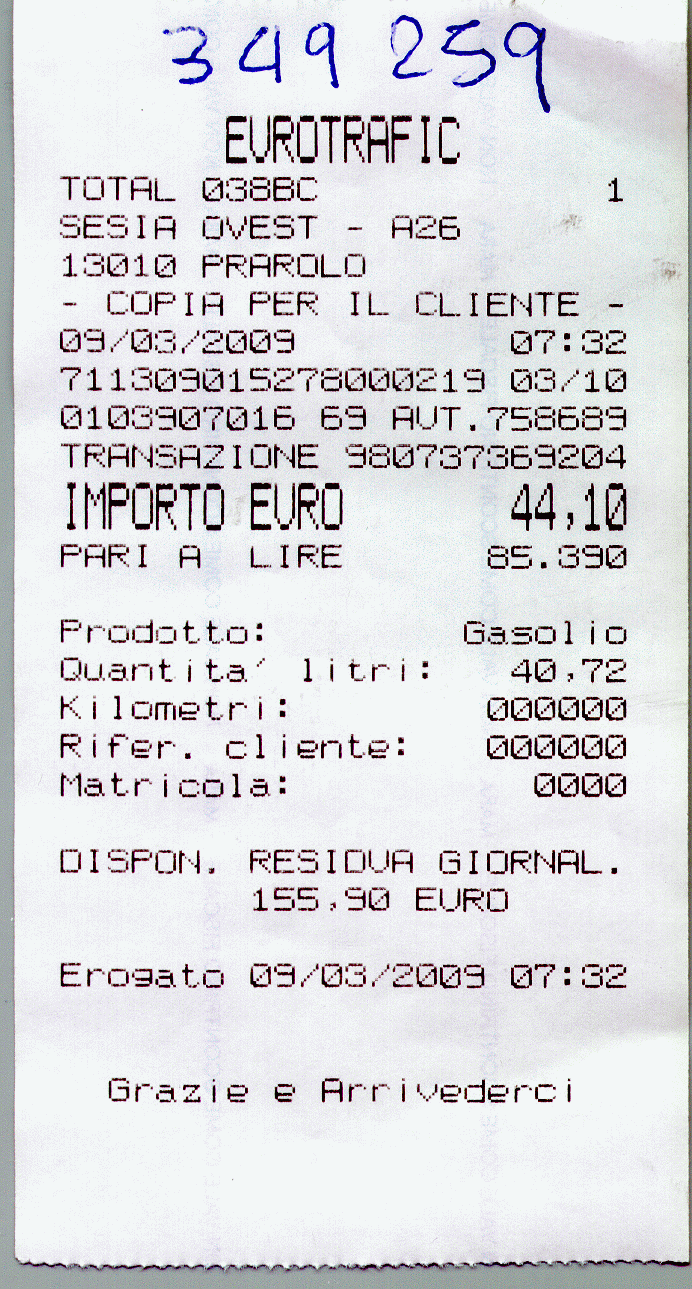 349 259
EUROTRAFIC
TOTAL 038BC 1
SESIA OVEST - A26
13010 PRAROLO
- COPIA PER IL CLIENTE -
09/03/2009 07:32
711309015278000219 03/10
0103907016 69 AUT.758689
TRANSAZIONE 980737369204
IMPORTO EURO 44,10
PARI A LIRE 85.390
Prodotto: Gasolio
Quantita' litri: 40,72
Kilometri: 000000
Rifer. cliente: 000000
Matricola: 0000
DISPON. RESIDUA GIORNAL.
155,90 EURO
Erogato 09/03/2009 07:32
Grazie e Arrivederci